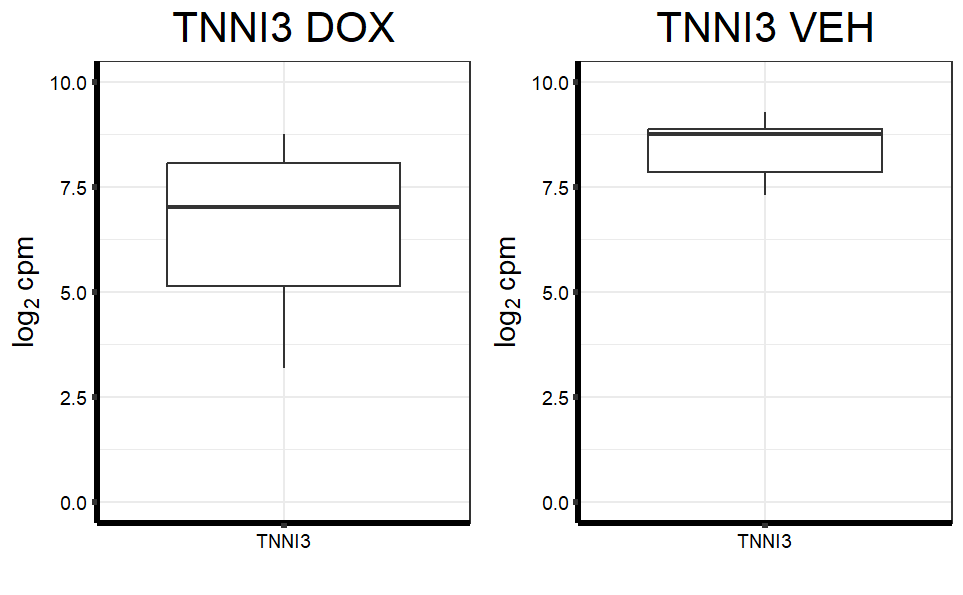 TNNI3 DOX
log₂ cpm
10.0
7.5
5.0
2.5
0.0
TNNI3
TNNI3 VEH
log₂ cpm
10.0
7.5
5.0
2.5
0.0
TNNI3